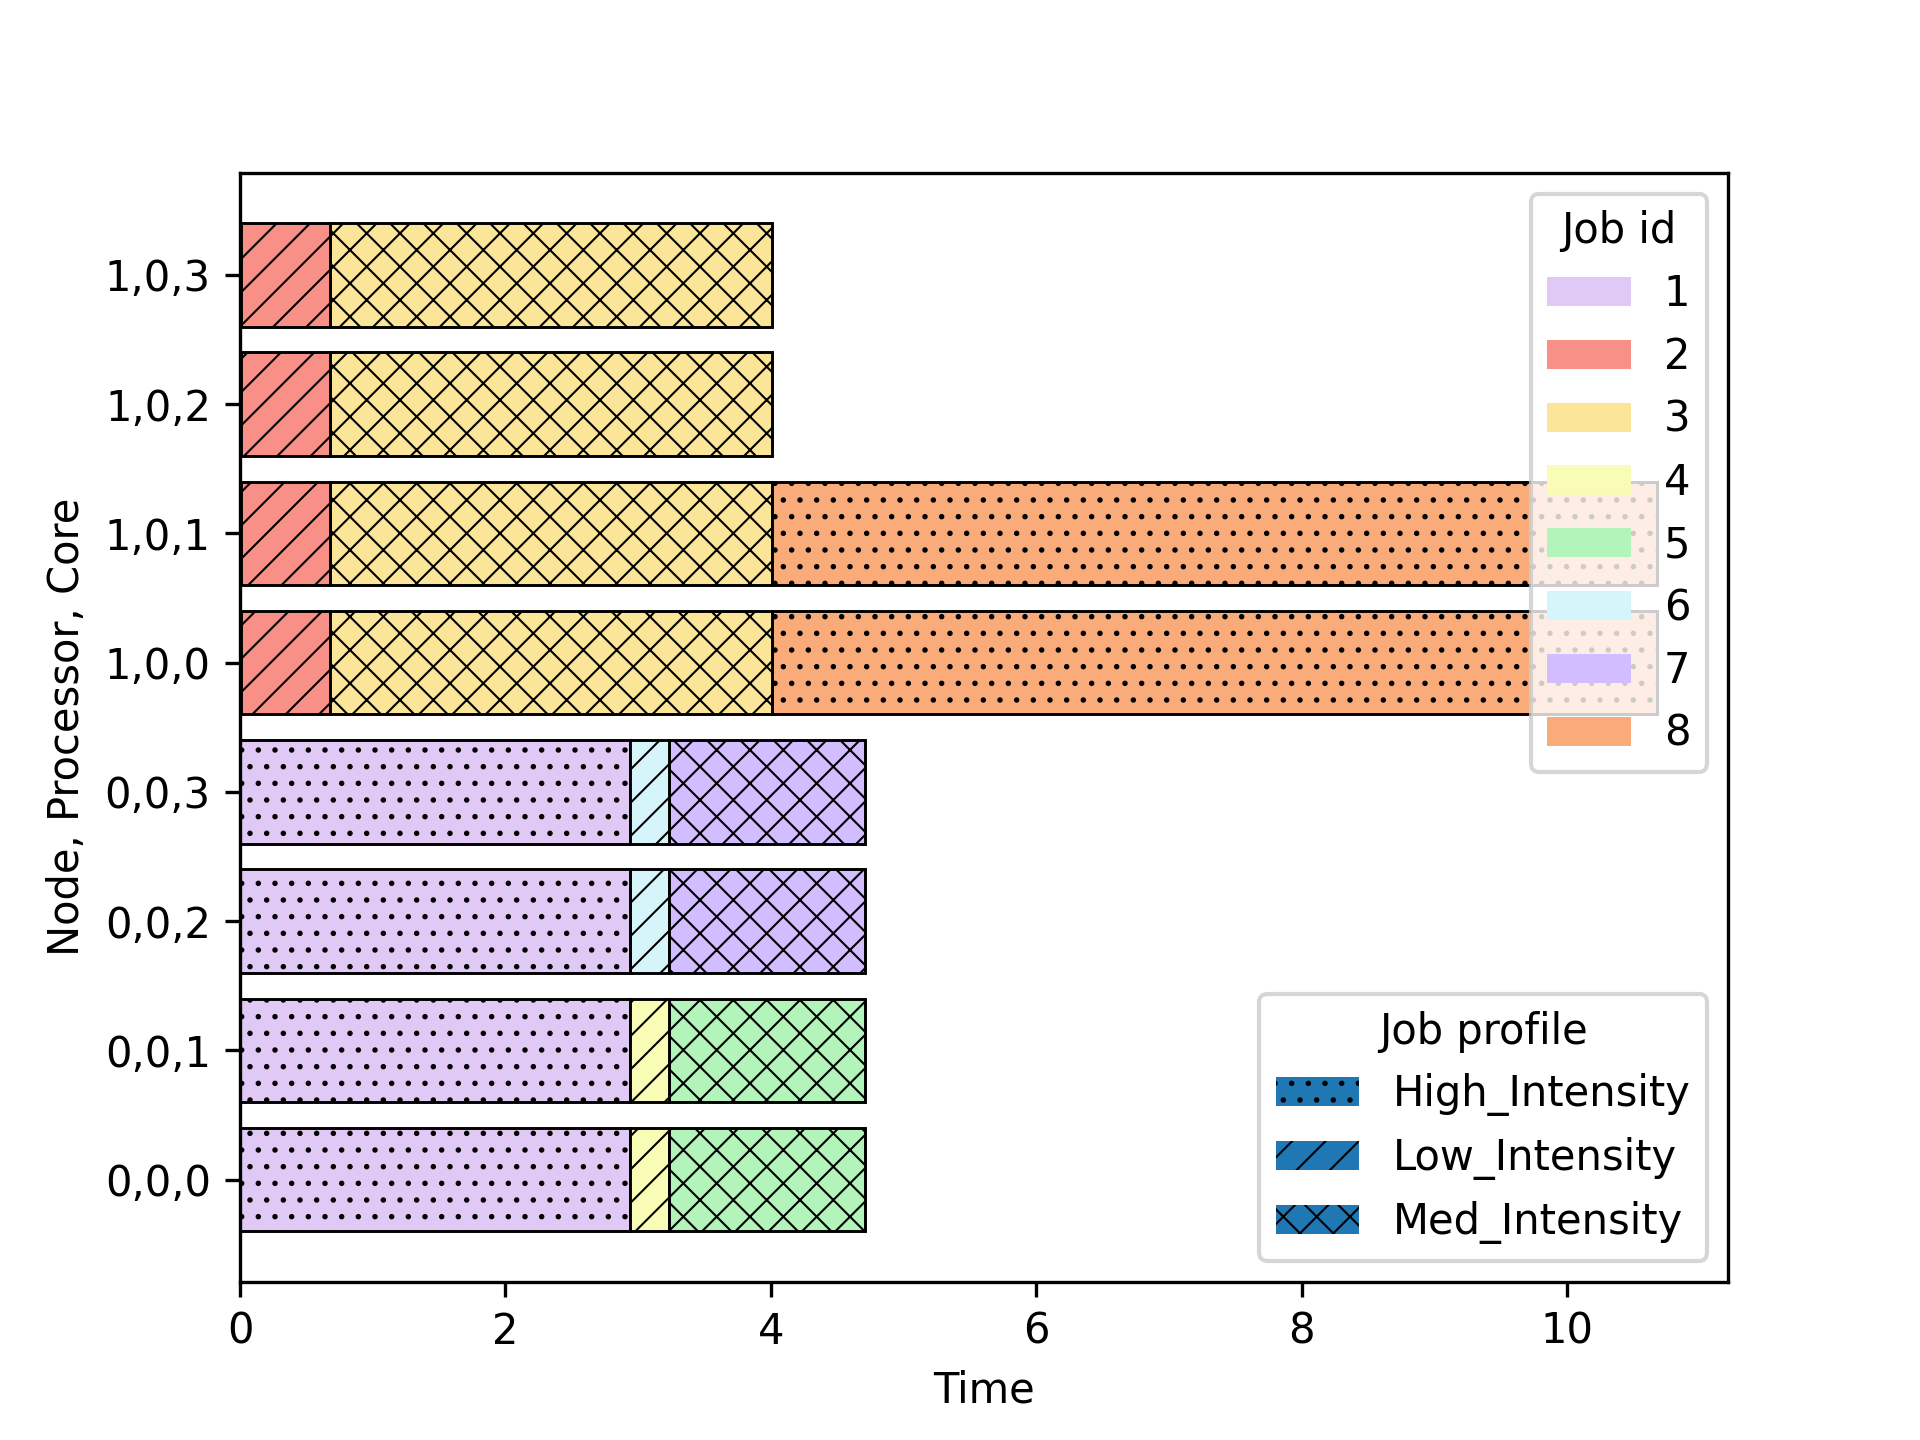 Job id
1
2
3
4
5
6
7
8
1,0,3
1,0,2
1,0,1
1,0,0
0,0,3
0,0,2
0,0,1
0,0,0
Node, Processor, Core
Job profile
High_Intensity
Low_Intensity
Med_Intensity
0 2 4 6 8 10
Time